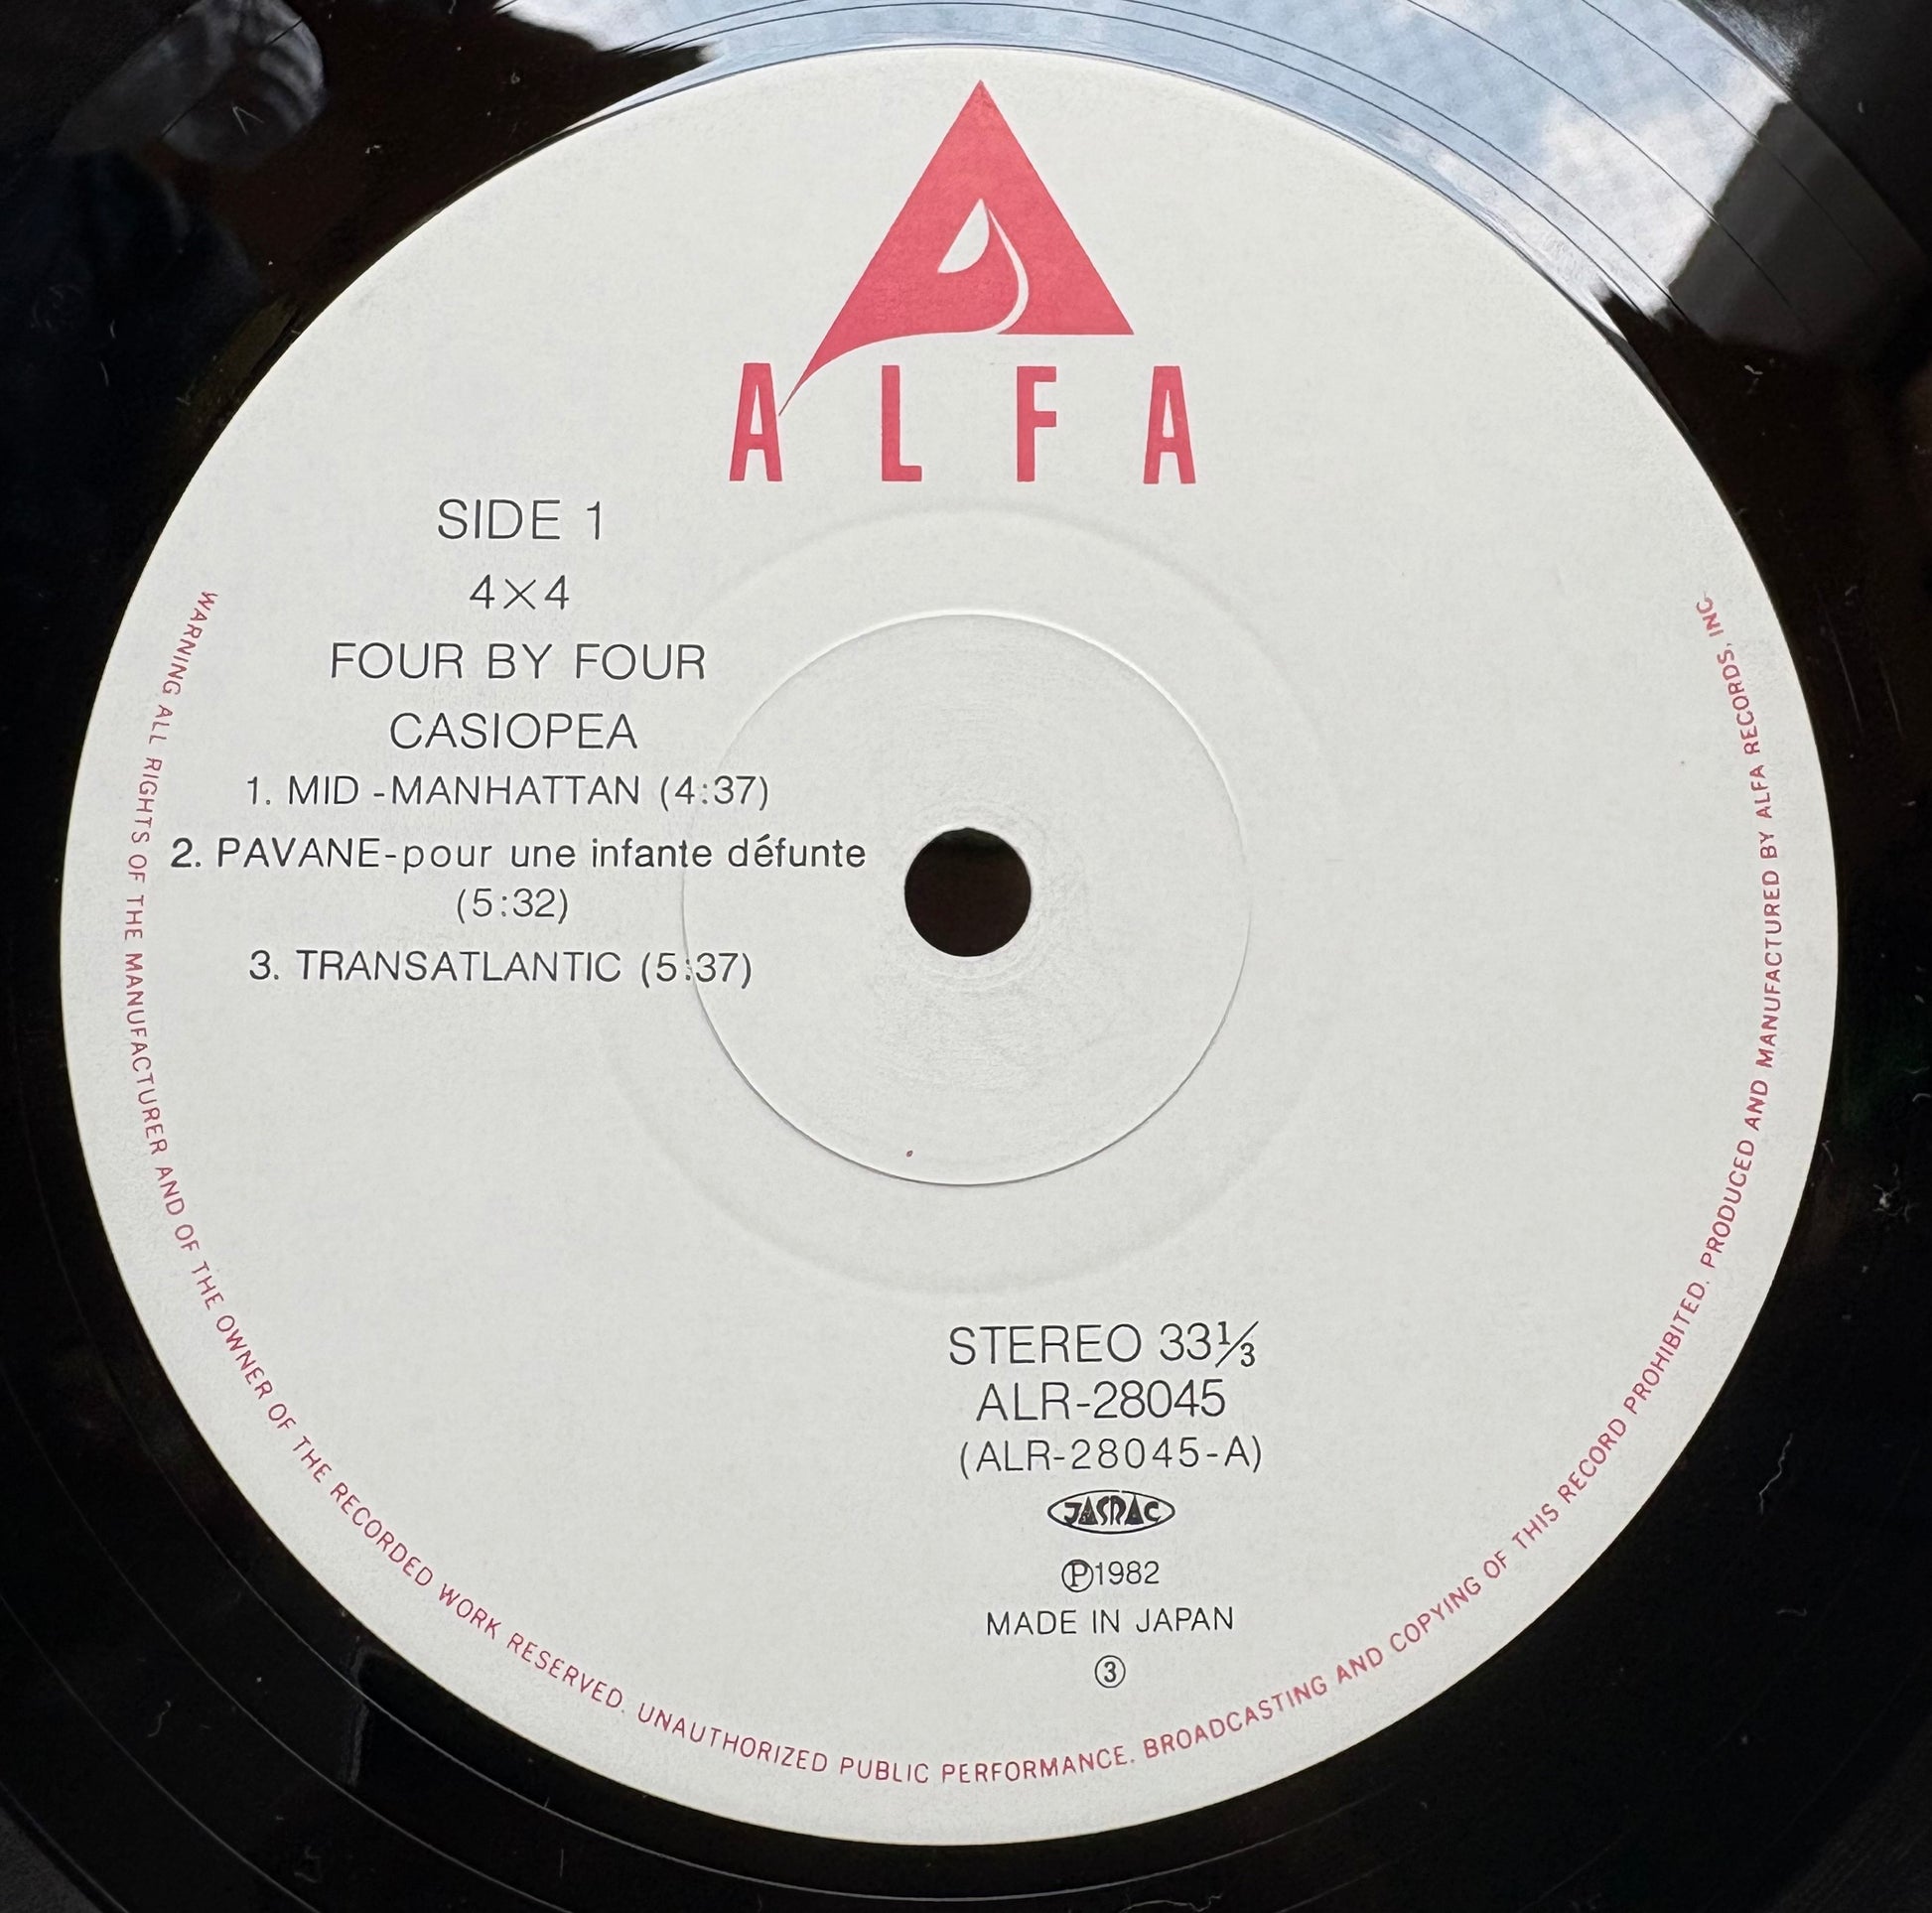 ALFA
SIDE 1
4×4
FOUR BY FOUR
CASIOPEA
1. MID -MANHATTAN (4:37)
2. PAVANE-pour une infante défunte
(5:32)
3. TRANSATLANTIC (5:37)
STEREO 33⅓
ALR-28045
(ALR-28045-A)
JASRAC
Ⓟ1982
MADE IN JAPAN
③
WARNING ALL RIGHTS OF THE MANUFACTURER AND OF THE OWNER OF THE RECORDED WORK RESERVED. UNAUTHORIZED PUBLIC PERFORMANCE. BROADCASTING AND COPYING OF THIS RECORD PROHIBITED. PRODUCED AND MANUFACTURED BY ALFA RECORDS, INC.